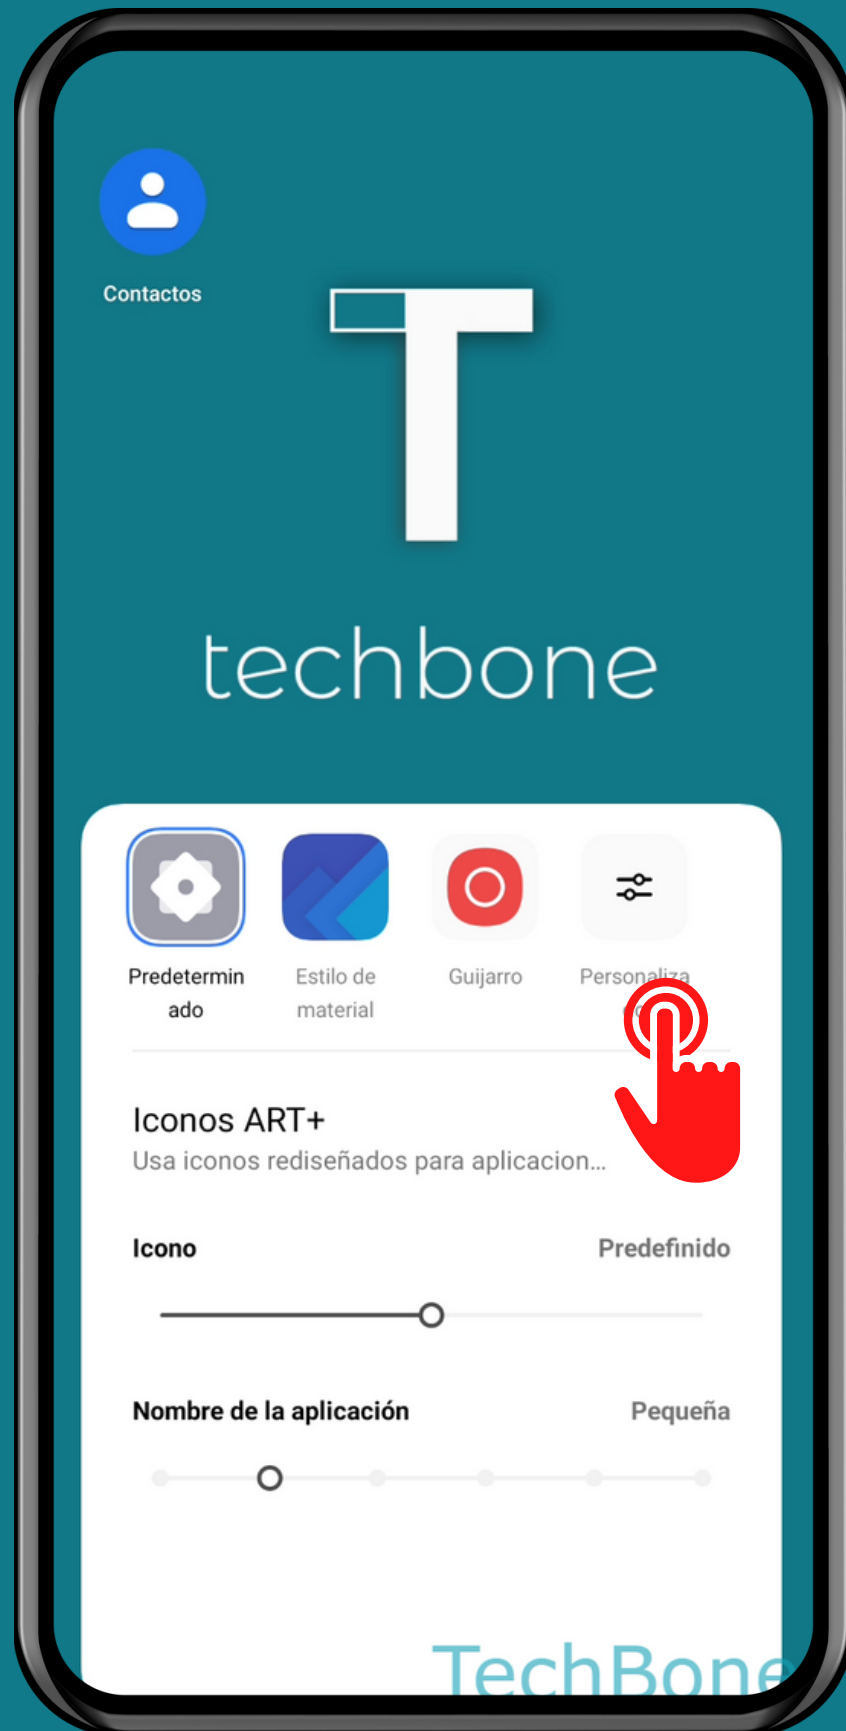 Contactos
T
techbone
Predetermin
ado
Estilo de
material
Guijarro
Personaliza
Iconos ART+
Usa iconos rediseñados para aplicacion...
Icono
Predefinido
Nombre de la aplicación
Pequeña
TechBone